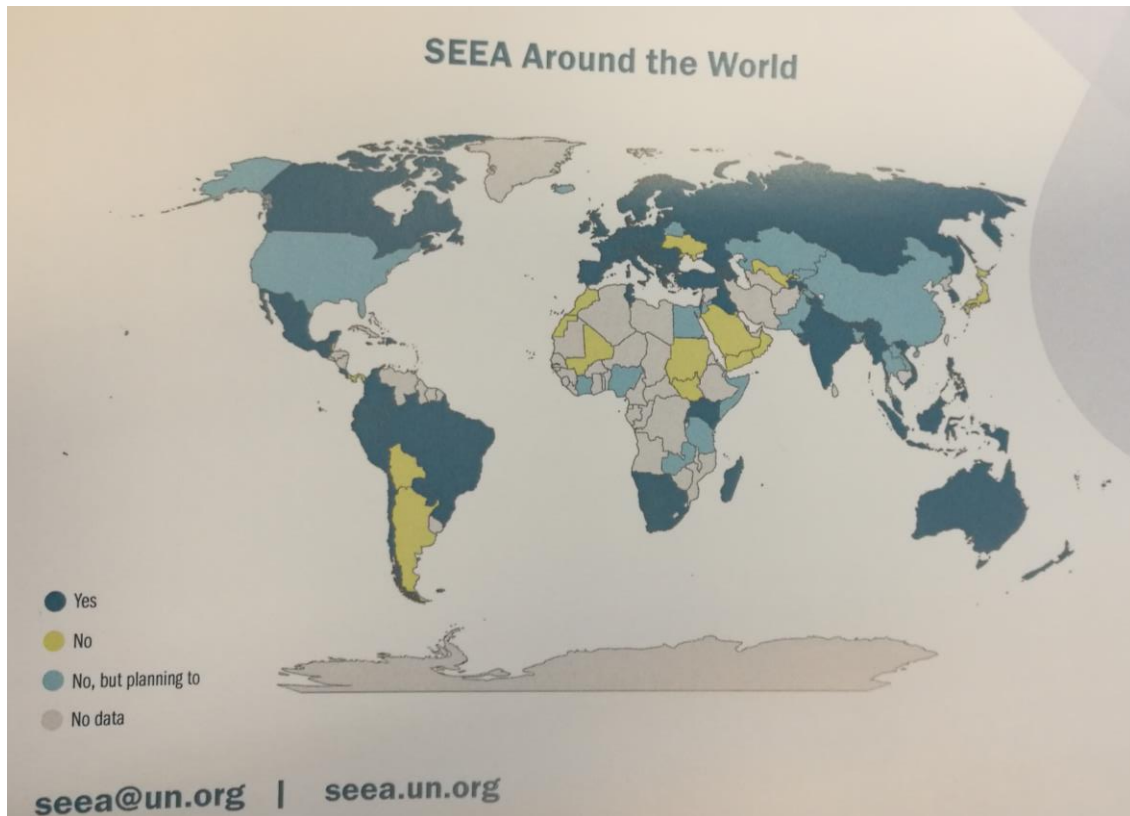 SEEA Around the World
Yes
No
No, but planning to
No data
seea@un.org | seea.un.org